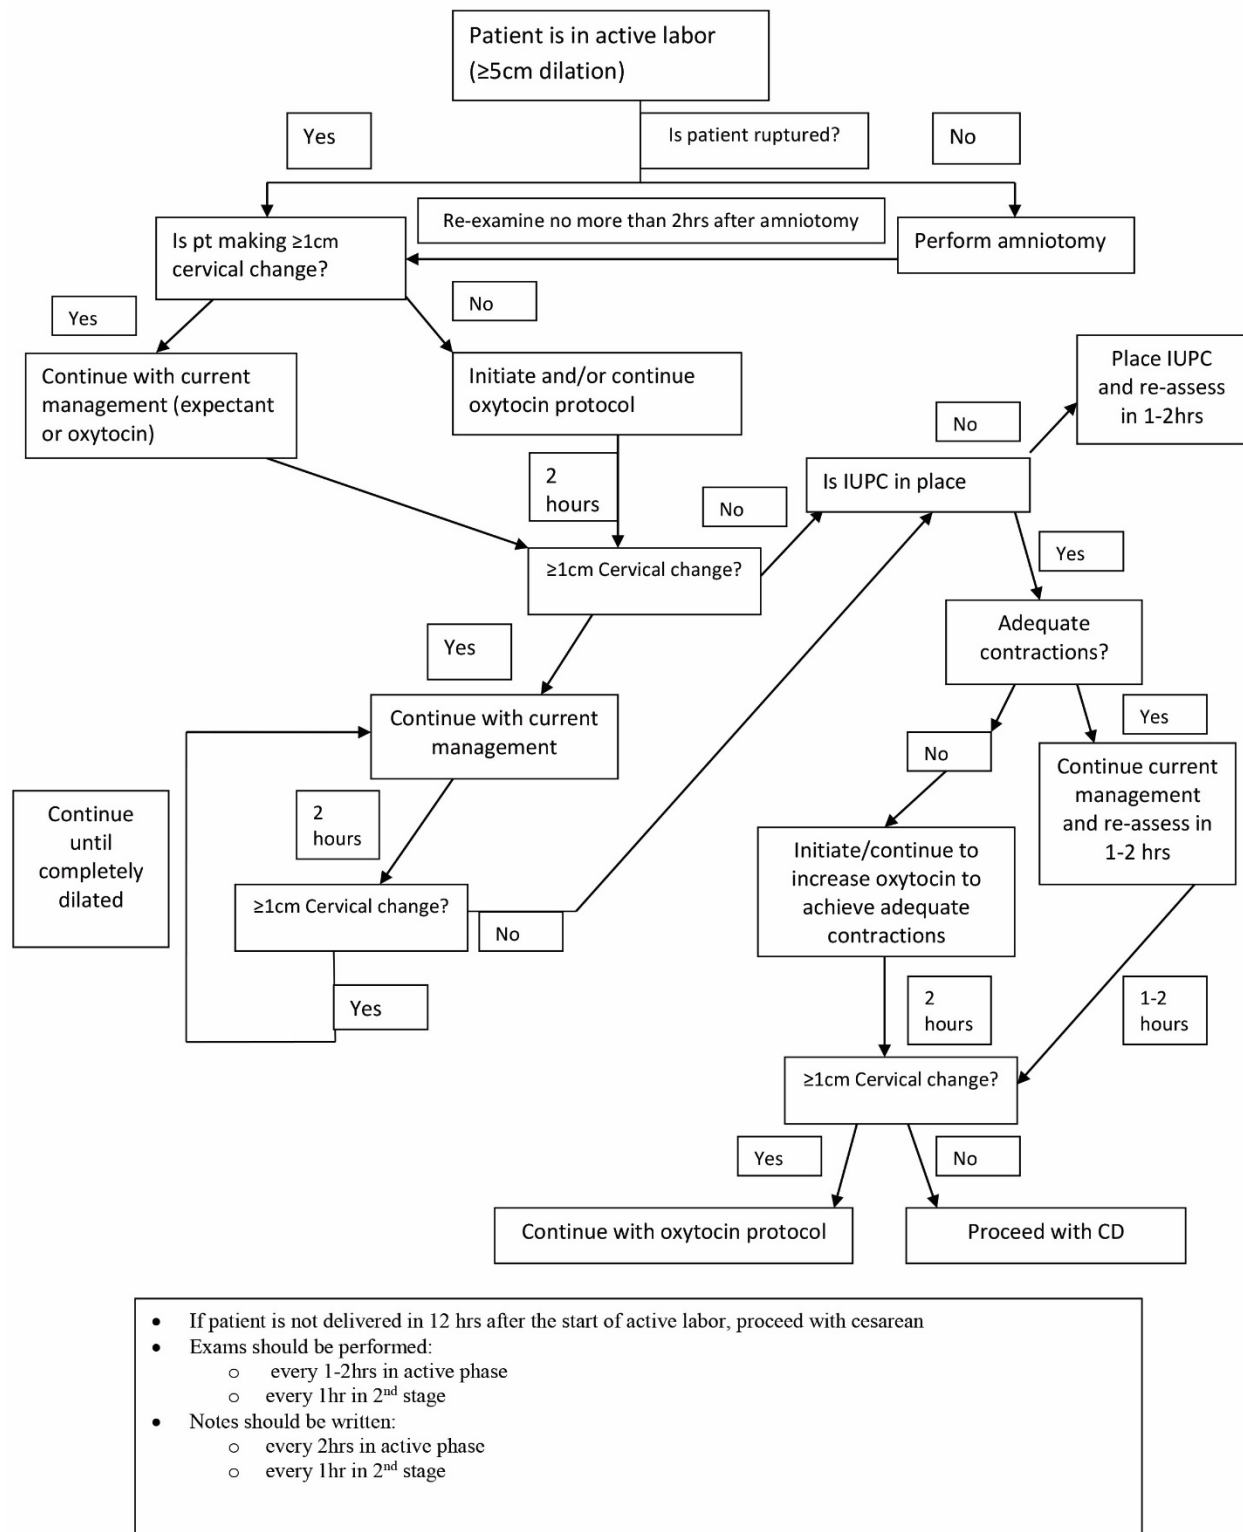 Patient is in active labor
(≥5cm dilation)
Yes
Is patient ruptured?
No
Re-examine no more than 2hrs after amniotomy
Is pt making ≥1cm
cervical change?
Perform amniotomy
Yes
No
Continue with current
management (expectant
or oxytocin)
Initiate and/or continue
oxytocin protocol
Place IUPC
and re-assess
in 1-2hrs
No
2
hours
No
Is IUPC in place
Yes
≥1cm Cervical change?
Yes
Adequate
contractions?
Continue with current
management
Yes
No
Continue current
management
and re-assess in
1-2 hrs
Continue
until
completely
dilated
2
hours
Initiate/continue to
increase oxytocin to
achieve adequate
contractions
≥1cm Cervical change?
No
Yes
2
hours
1-2
hours
≥1cm Cervical change?
Yes
No
Continue with oxytocin protocol
Proceed with CD
• If patient is not delivered in 12 hrs after the start of active labor, proceed with cesarean
• Exams should be performed:
o every 1-2hrs in active phase
o every 1hr in 2nd stage
• Notes should be written:
o every 2hrs in active phase
o every 1hr in 2nd stage